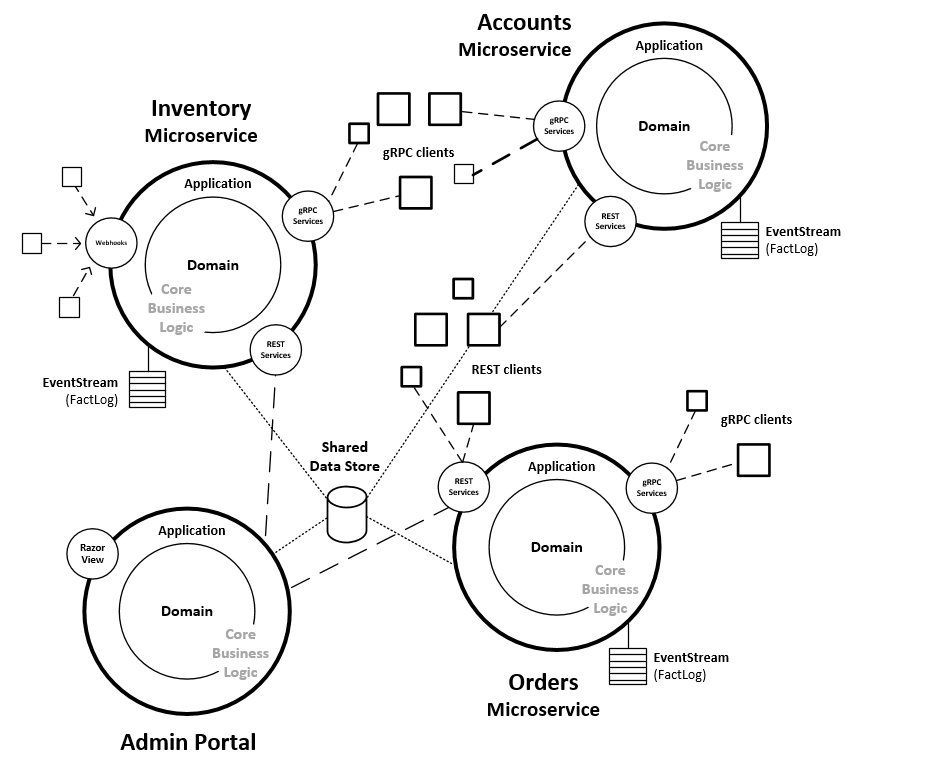 Accounts
Microservice
Application
gRPC
Services
Domain
Core
Business
Logic
REST
Services
EventStream
(FactLog)
Inventory
Microservice
Application
gRPC clients
gRPC
Services
Webhooks
Domain
Core
Business
Logic
REST
Services
EventStream
(FactLog)
REST clients
Shared
Data Store
gRPC clients
Application
REST
Services
gRPC
Services
Domain
Core
Business
Logic
EventStream
(FactLog)
Orders
Microservice
Application
Razor
View
Domain
Core
Business
Logic
Admin Portal